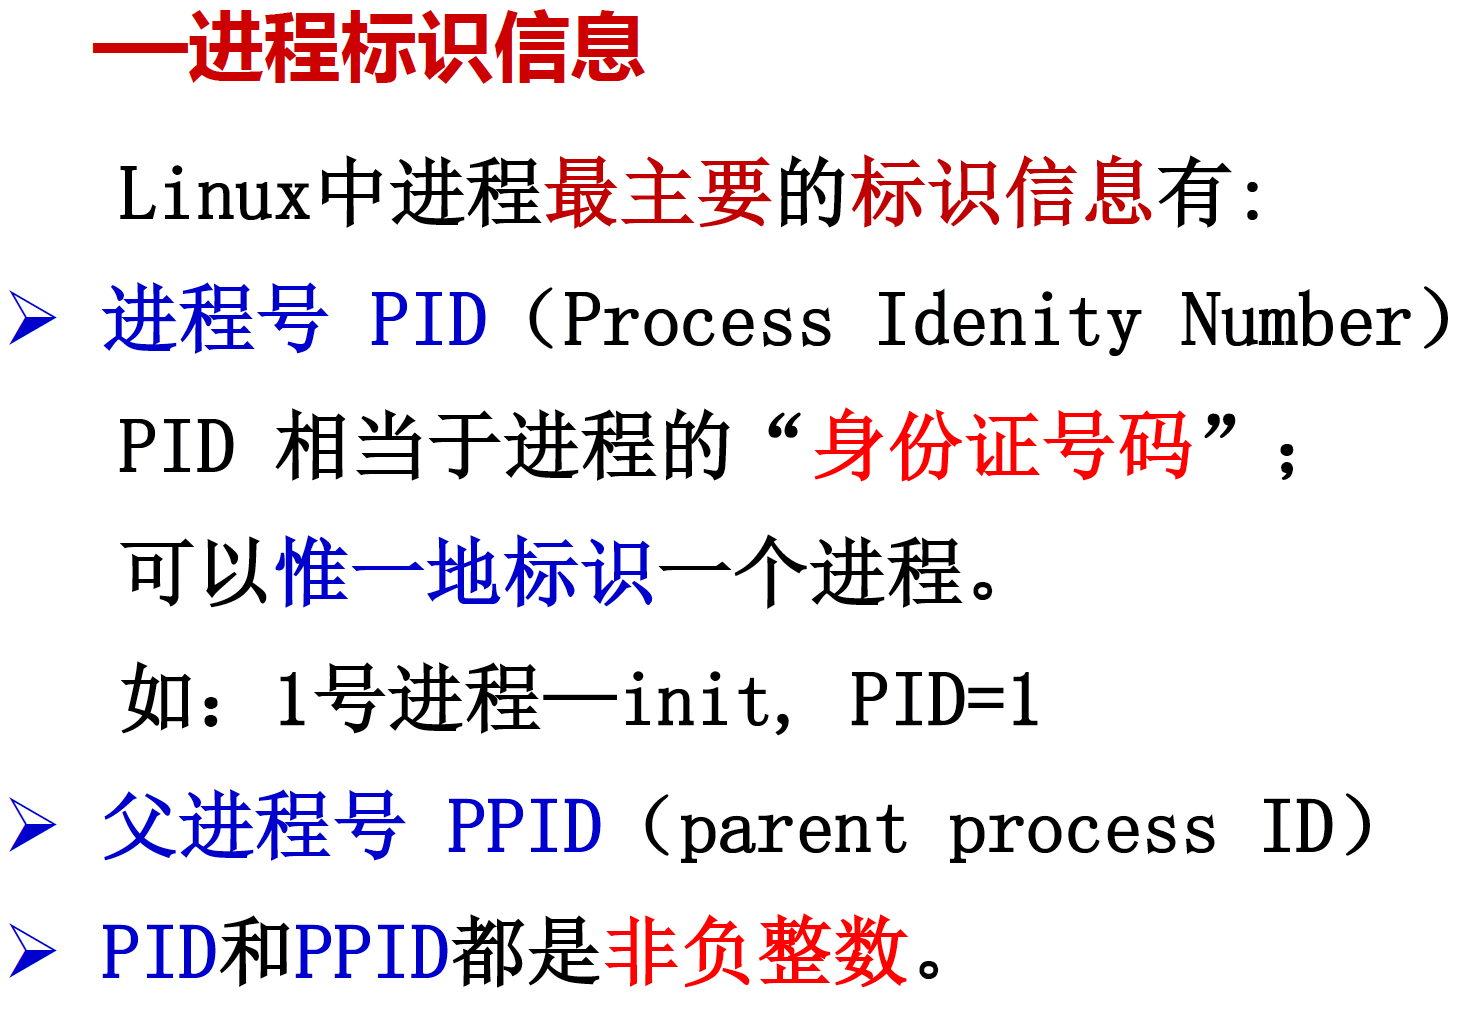 —进程标识信息
Linux中进程最主要的标识信息有:
➢ 进程号 PID（Process Idenity Number）
PID 相当于进程的“身份证号码”；
可以惟一地标识一个进程。
如：1号进程—init, PID=1
➢ 父进程号 PPID（parent process ID）
➢ PID和PPID都是非负整数。